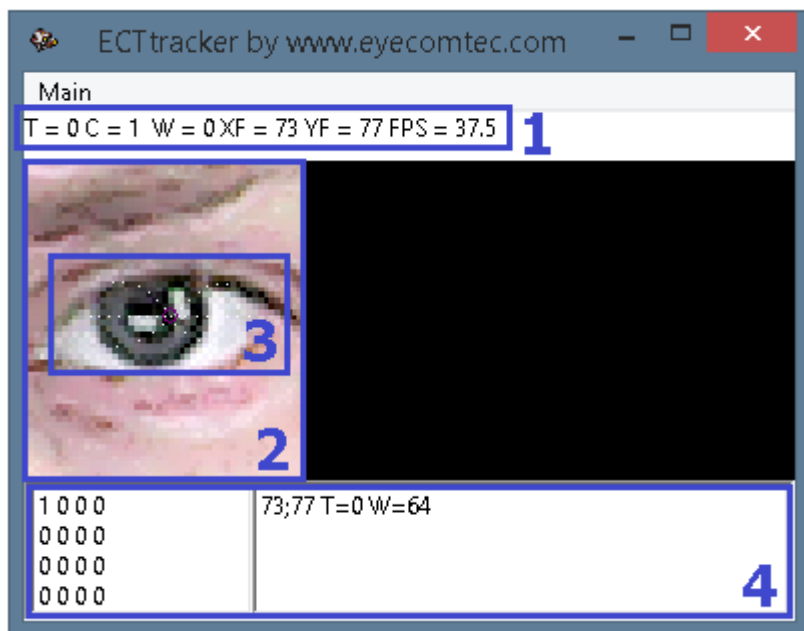 ECTtracker by www.eyecomtec.com
Main
T = 0 C = 1 W = 0 XF = 73 YF = 77 FPS = 37.5
1
3
2
1 0 0 0
73;77 T=0 W=64
0 0 0 0
0 0 0 0
0 0 0 0
4